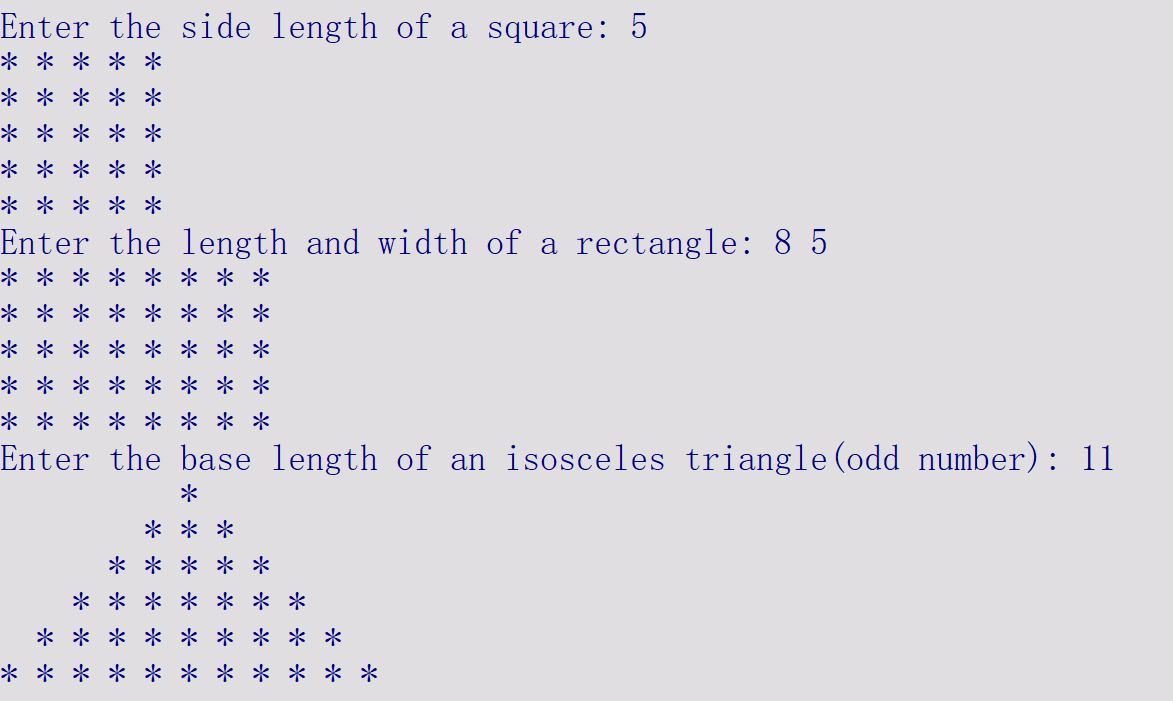 Enter the side length of a square: 5
* * * * *
* * * * *
* * * * *
* * * * *
* * * * *
Enter the length and width of a rectangle: 8 5
* * * * * * * *
* * * * * * * *
* * * * * * * *
* * * * * * * *
* * * * * * * *
Enter the base length of an isosceles triangle(odd number): 11
          *
        * * *
      * * * * *
    * * * * * * *
  * * * * * * * * *
* * * * * * * * * * *